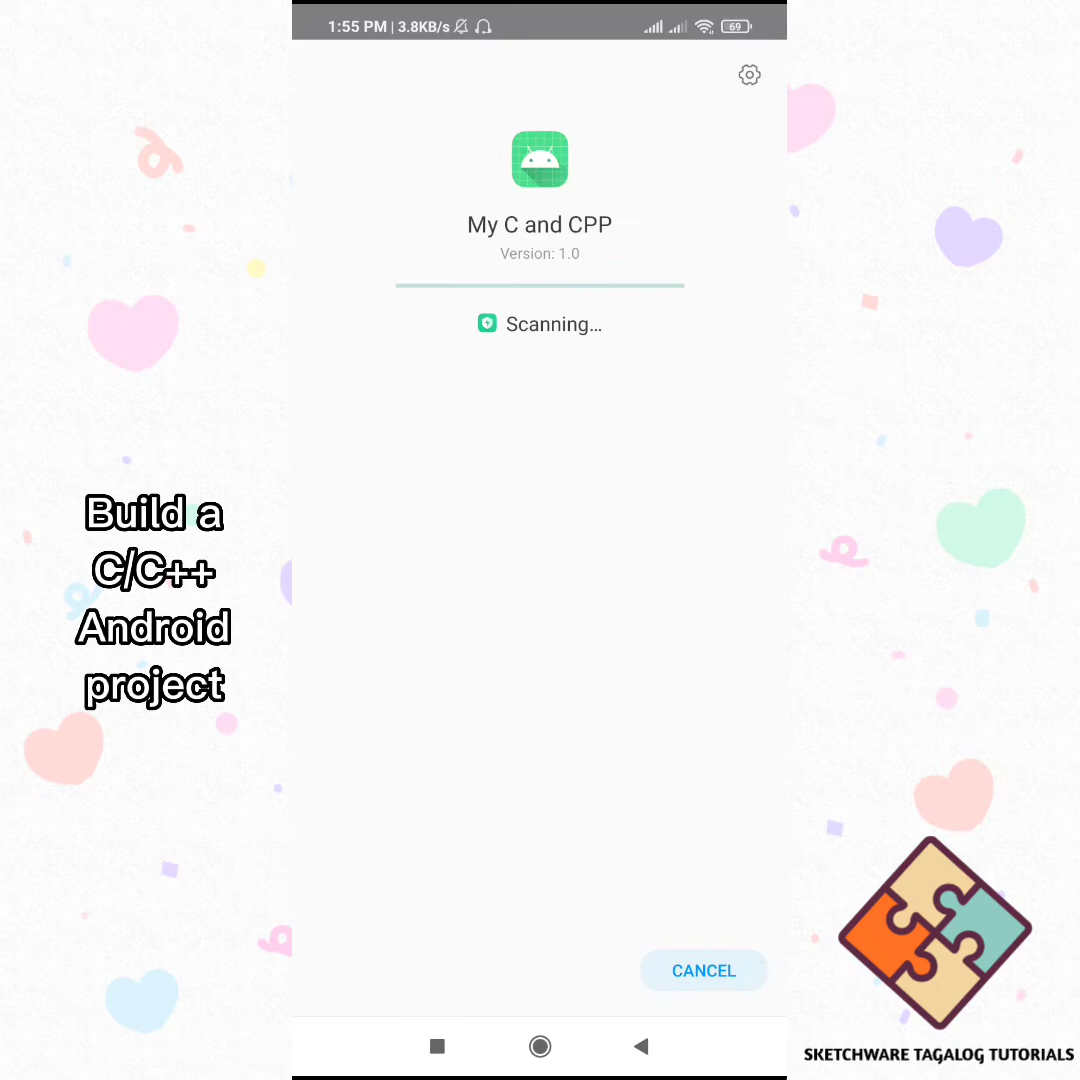 1:55 PM | 3.8KB/s
69
My C and CPP
Version: 1.0
Scanning...
Build a
C/C++
Android
project
CANCEL
SKETCHWARE TAGALOG TUTORIALS